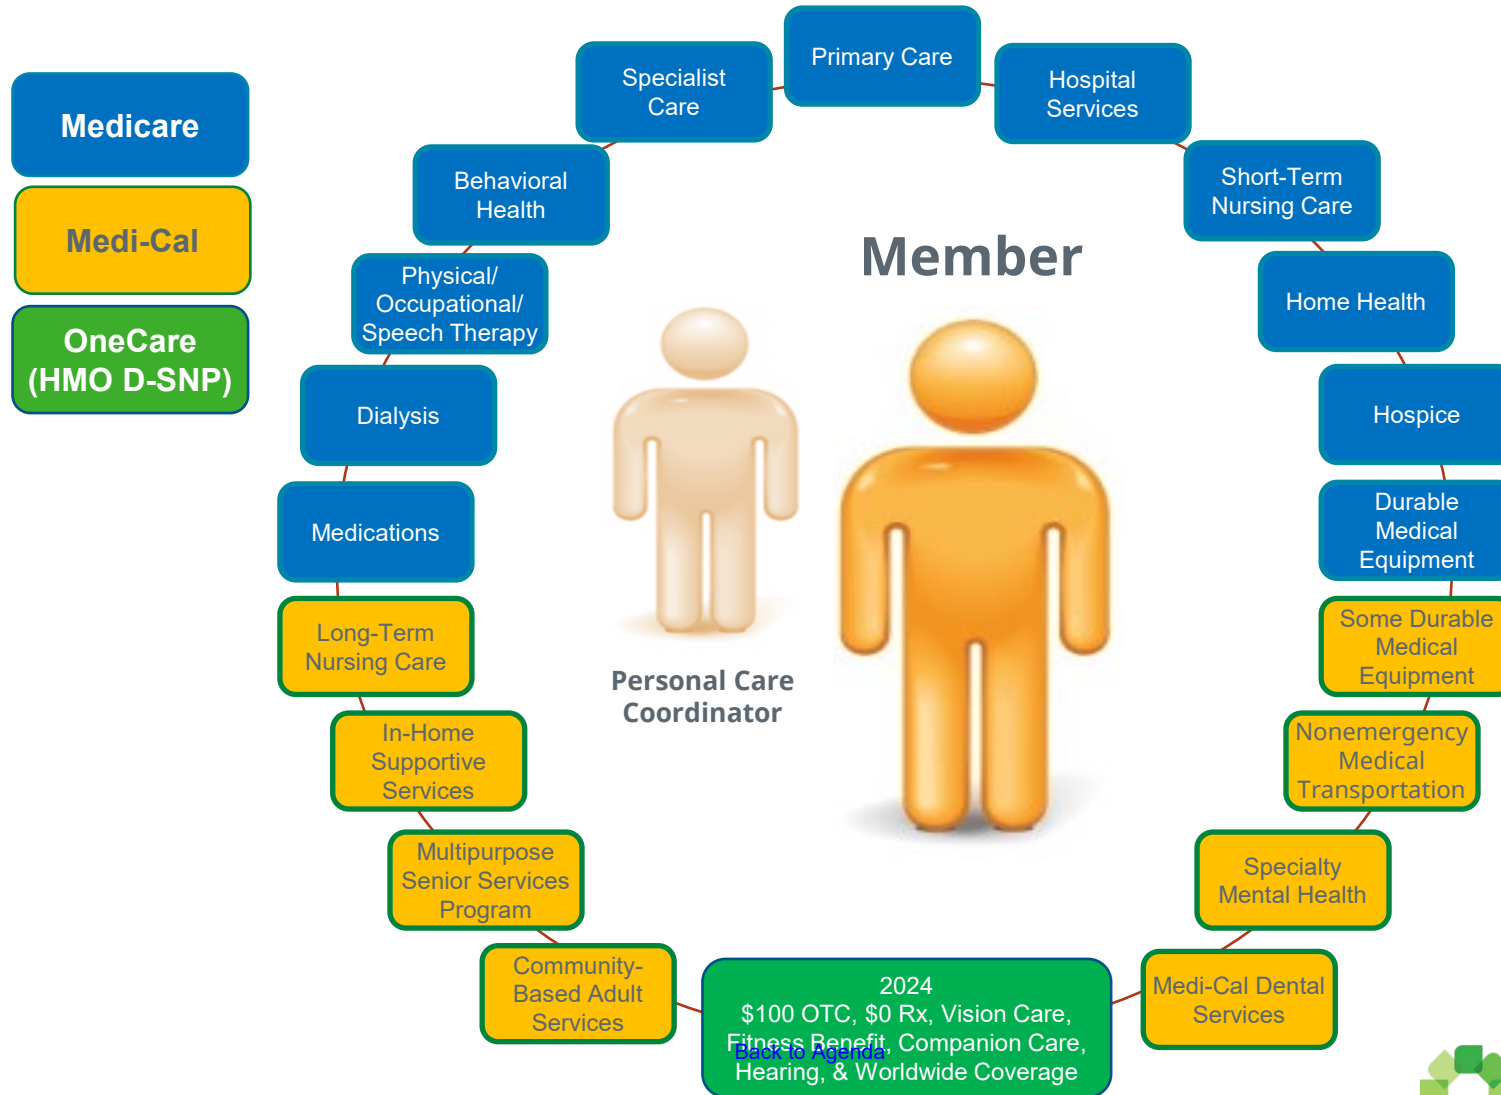 Medicare
Medi-Cal
OneCare
(HMO D-SNP)
Primary Care
Specialist
Care
Hospital
Services
Behavioral
Health
Short-Term
Nursing Care
Physical/
Occupational/
Speech Therapy
Home Health
Dialysis
Hospice
Medications
Durable
Medical
Equipment
Long-Term
Nursing Care
Some Durable
Medical
Equipment
In-Home
Supportive
Services
Nonemergency
Medical
Transportation
Multipurpose
Senior Services
Program
Specialty
Mental Health
Community-
Based Adult
Services
Medi-Cal Dental
Services
2024
$100 OTC, $0 Rx, Vision Care,
Fitness Benefit, Companion Care,
Hearing, & Worldwide Coverage
Back to Agenda
Member
Personal Care
Coordinator